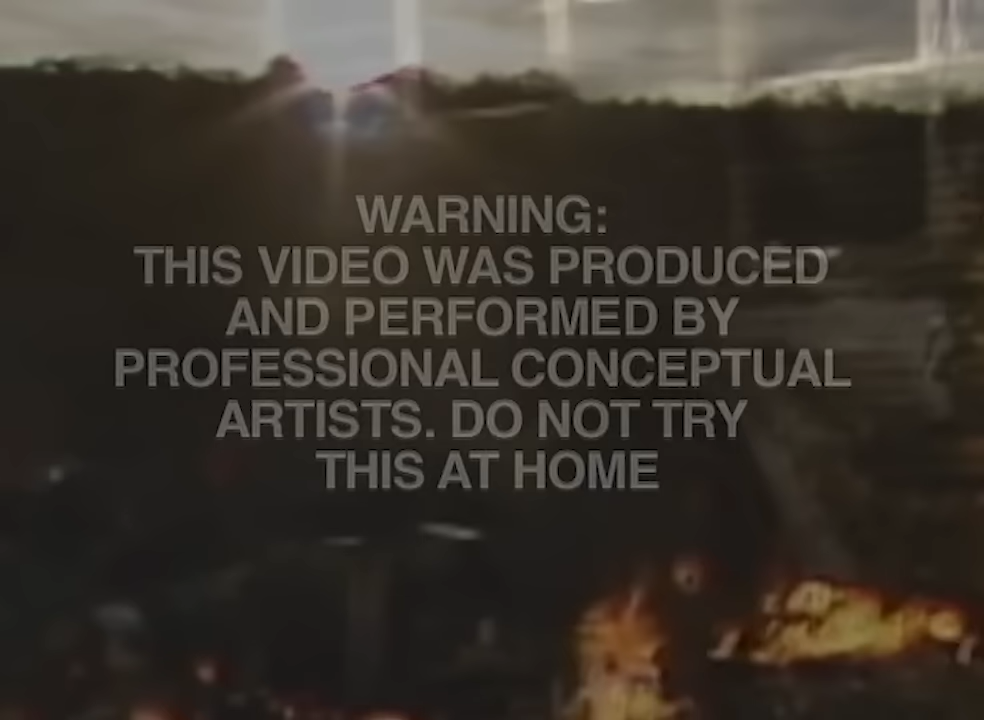 WARNING:
THIS VIDEO WAS PRODUCED
AND PERFORMED BY
PROFESSIONAL CONCEPTUAL
ARTISTS. DO NOT TRY
THIS AT HOME